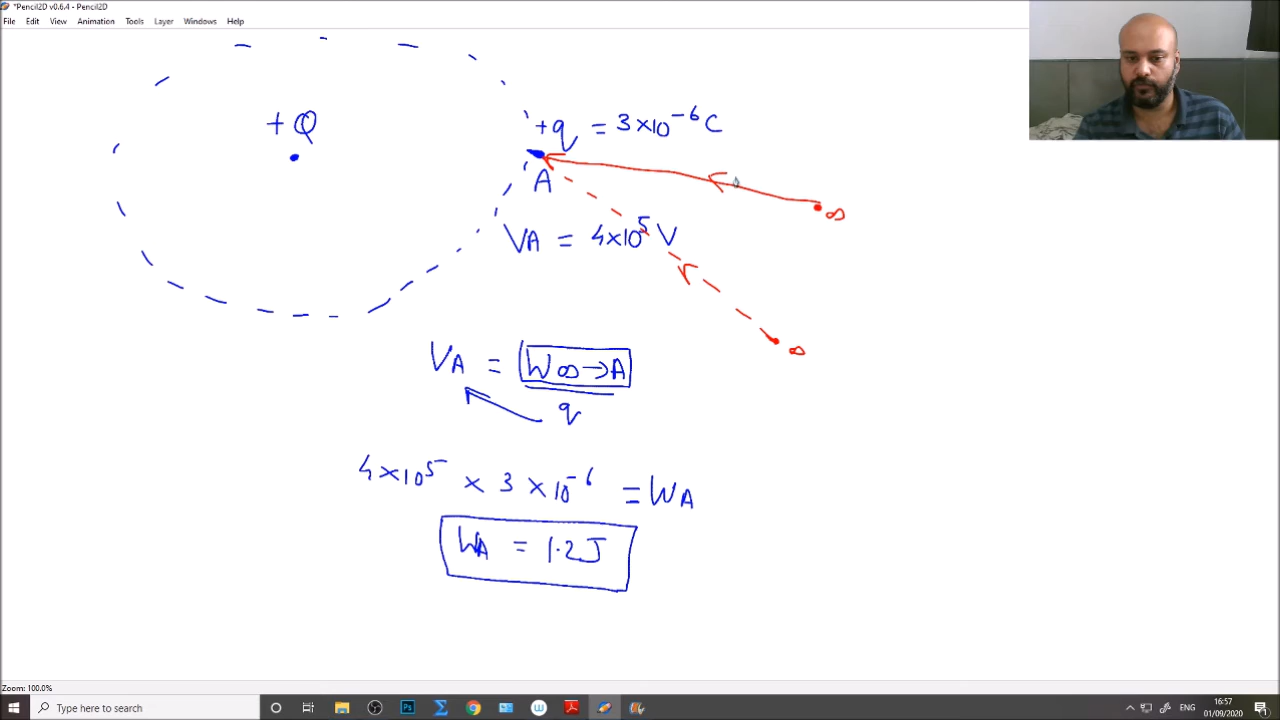 *Pencil2D v0.6.4 - Pencil2D
File Edit View Animation Tools Layer Windows Help
+Q
+q = 3×10⁻⁶ C
A
∞
VA = 4×10⁵ V
∞
VA = W∞→A
q
4×10⁵ × 3 × 10⁻⁶ = WA
WA = 1.2J
Zoom: 100.0%
Type here to search
16:57
01/09/2020